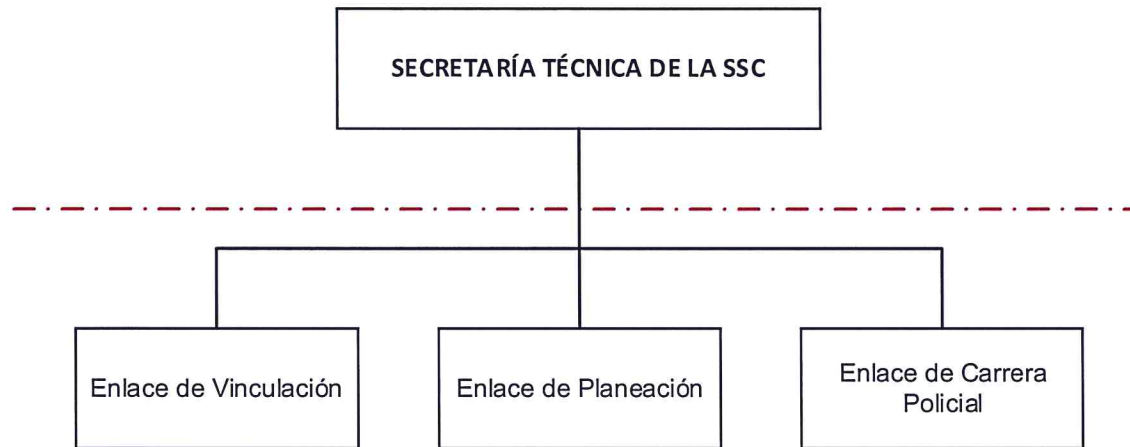 SECRETARÍA TÉCNICA DE LA SSC
Enlace de Vinculación
Enlace de Planeación
Enlace de Carrera
Policial